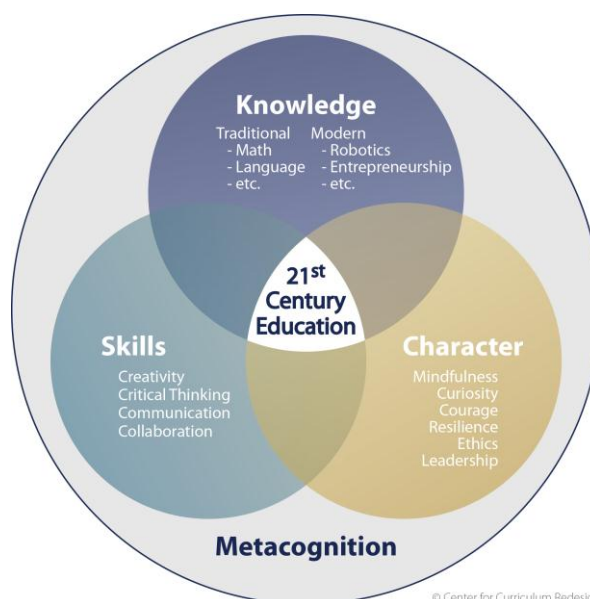 Knowledge
Traditional
- Math
- Language
- etc.
Modern
- Robotics
- Entrepreneurship
- etc.
21st
Century
Education
Skills
Creativity
Critical Thinking
Communication
Collaboration
Character
Mindfulness
Curiosity
Courage
Resilience
Ethics
Leadership
Metacognition
© Center for Curriculum